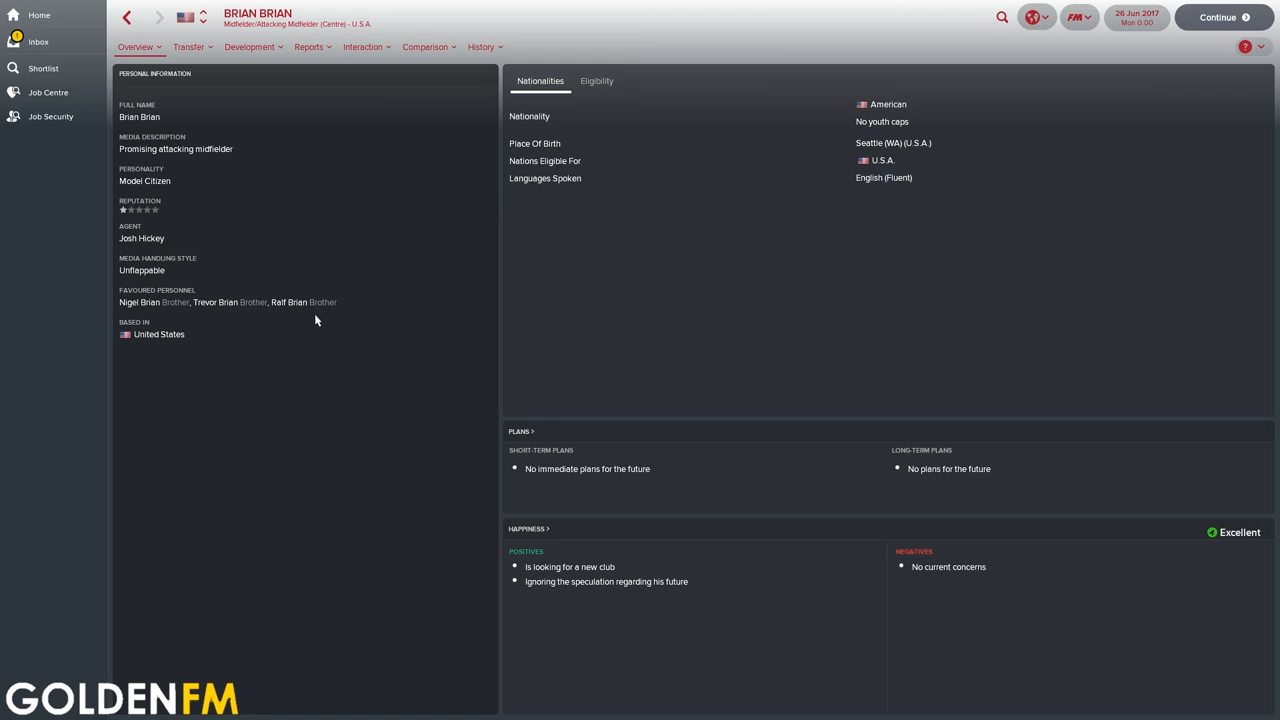 Home
Inbox
Shortlist
Job Centre
Job Security
BRIAN BRIAN
Midfielder/Attacking Midfielder (Centre) - U.S.A.
FM
26 Jun 2017
Mon 0:00
Continue
Overview Transfer Development Reports Interaction Comparison History
?
PERSONAL INFORMATION
FULL NAME
Brian Brian
MEDIA DESCRIPTION
Promising attacking midfielder
PERSONALITY
Model Citizen
REPUTATION
AGENT
Josh Hickey
MEDIA HANDLING STYLE
Unflappable
FAVOURED PERSONNEL
Nigel Brian Brother, Trevor Brian Brother, Ralf Brian Brother
BASED IN
United States
Nationalities Eligibility
Nationality American
No youth caps
Place Of Birth Seattle (WA) (U.S.A.)
Nations Eligible For U.S.A.
Languages Spoken English (Fluent)
PLANS >
SHORT-TERM PLANS
No immediate plans for the future
LONG-TERM PLANS
No plans for the future
HAPPINESS >
Excellent
POSITIVES
Is looking for a new club
Ignoring the speculation regarding his future
NEGATIVES
No current concerns
GOLDENFM